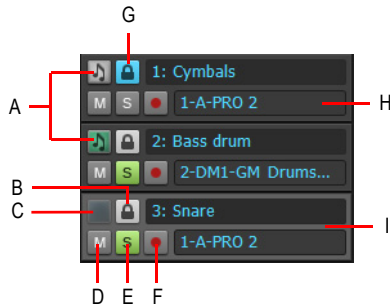 G
1: Cymbals
A
M S 1-A-PRO 2
H
2: Bass drum
M S 2-DM1-GM Drums...
B
C
3: Snare
I
M S 1-A-PRO 2
D E F